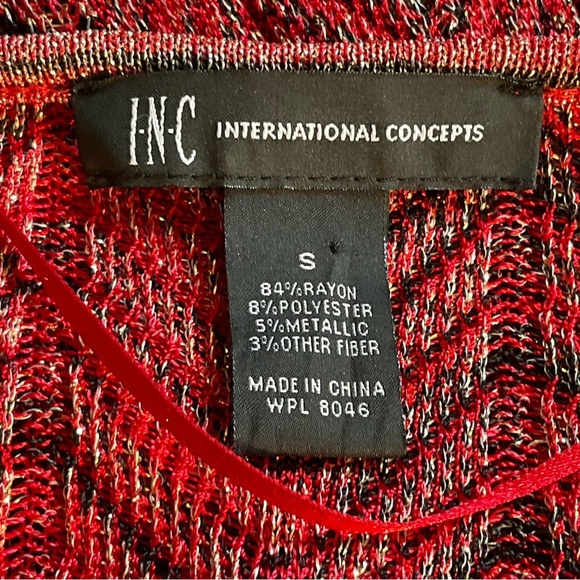 I·N·C INTERNATIONAL CONCEPTS
S
84%RAYON
8%POLYESTER
5%METALLIC
3%OTHER FIBER
MADE IN CHINA
WPL 8046